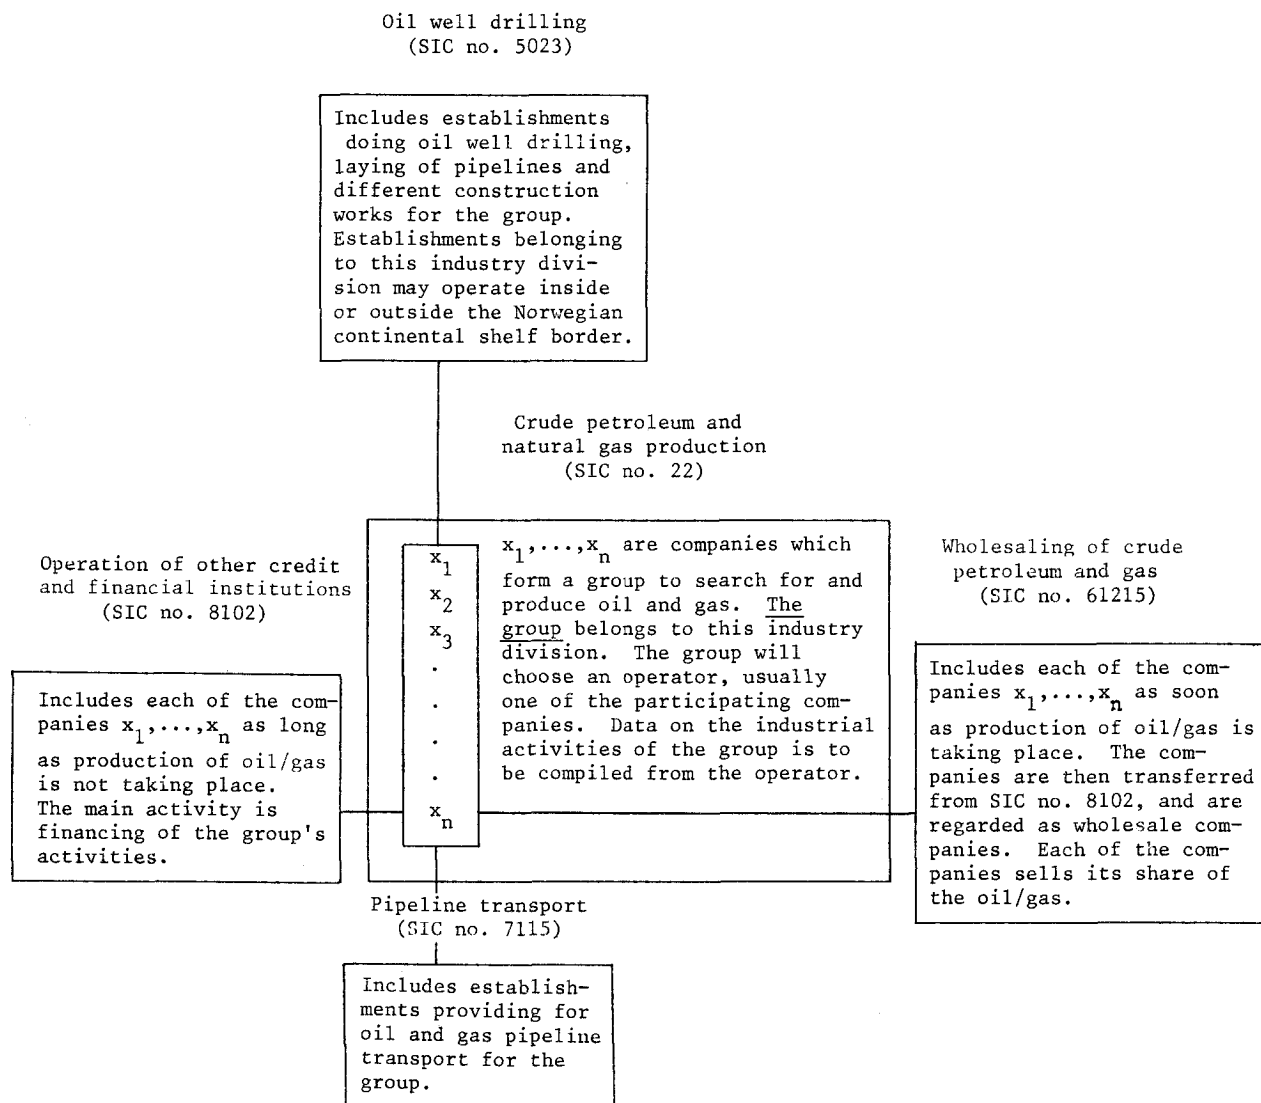 Oil well drilling
(SIC no. 5023)
Includes establishments
doing oil well drilling,
laying of pipelines and
different construction
works for the group.
Establishments belonging
to this industry divi-
sion may operate inside
or outside the Norwegian
continental shelf border.
Crude petroleum and
natural gas production
(SIC no. 22)
Operation of other credit
and financial institutions
(SIC no. 8102)
Includes each of the com-
panies x1,...,xn as long
as production of oil/gas
is not taking place.
The main activity is
financing of the group's
activities.
x1
x2
x3
.
.
.
.
xn
x1,...,xn are companies which
form a group to search for and
produce oil and gas. The
group belongs to this industry
division. The group will
choose an operator, usually
one of the participating com-
panies. Data on the industrial
activities of the group is to
be compiled from the operator.
Wholesaling of crude
petroleum and gas
(SIC no. 61215)
Includes each of the com-
panies x1,...,xn as soon
as production of oil/gas is
taking place. The com-
panies are then transferred
from SIC no. 8102, and are
regarded as wholesale com-
panies. Each of the com-
panies sells its share of
the oil/gas.
Pipeline transport
(SIC no. 7115)
Includes establish-
ments providing for
oil and gas pipeline
transport for the
group.